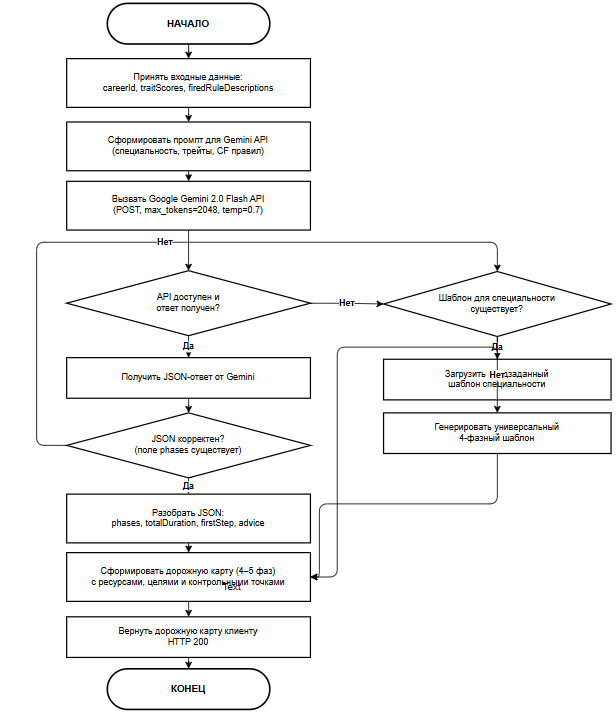 НАЧАЛО
Принять входные данные:
careerId, traitScores, firedRuleDescriptions
Сформировать промпт для Gemini API
(специальность, трейты, CF правил)
Вызвать Google Gemini 2.0 Flash API
(POST, max_tokens=2048, temp=0.7)
Нет
API доступен и
ответ получен?
Нет
Шаблон для специальности
существует?
Да
Да
Получить JSON-ответ от Gemini
Загрузить
Нет
заданный
шаблон специальности
JSON корректен?
(поле phases существует)
Генерировать универсальный
4-фазный шаблон
Да
Разобрать JSON:
phases, totalDuration, firstStep, advice
Сформировать дорожную карту (4–5 фаз)
с ресурсами, целями и контрольными точками
Text
Вернуть дорожную карту клиенту
HTTP 200
КОНЕЦ